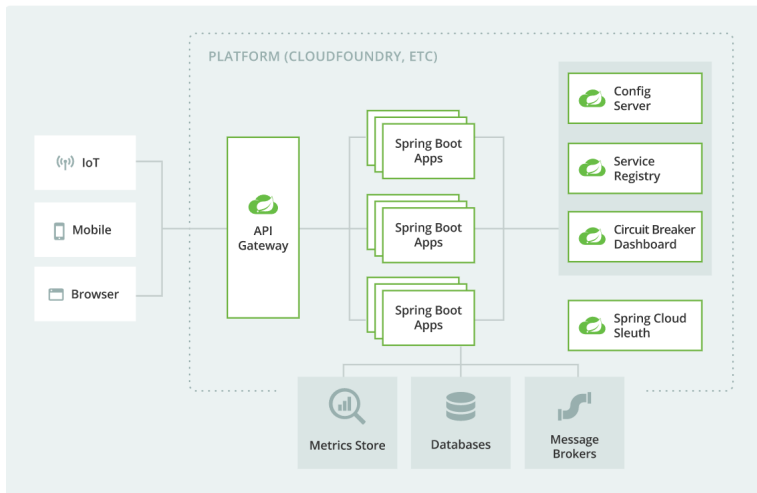 PLATFORM (CLOUDFOUNDRY, ETC)
IoT
Mobile
Browser
API
Gateway
Spring Boot
Apps
Spring Boot
Apps
Spring Boot
Apps
Config
Server
Service
Registry
Circuit Breaker
Dashboard
Spring Cloud
Sleuth
Metrics Store
Databases
Message
Brokers